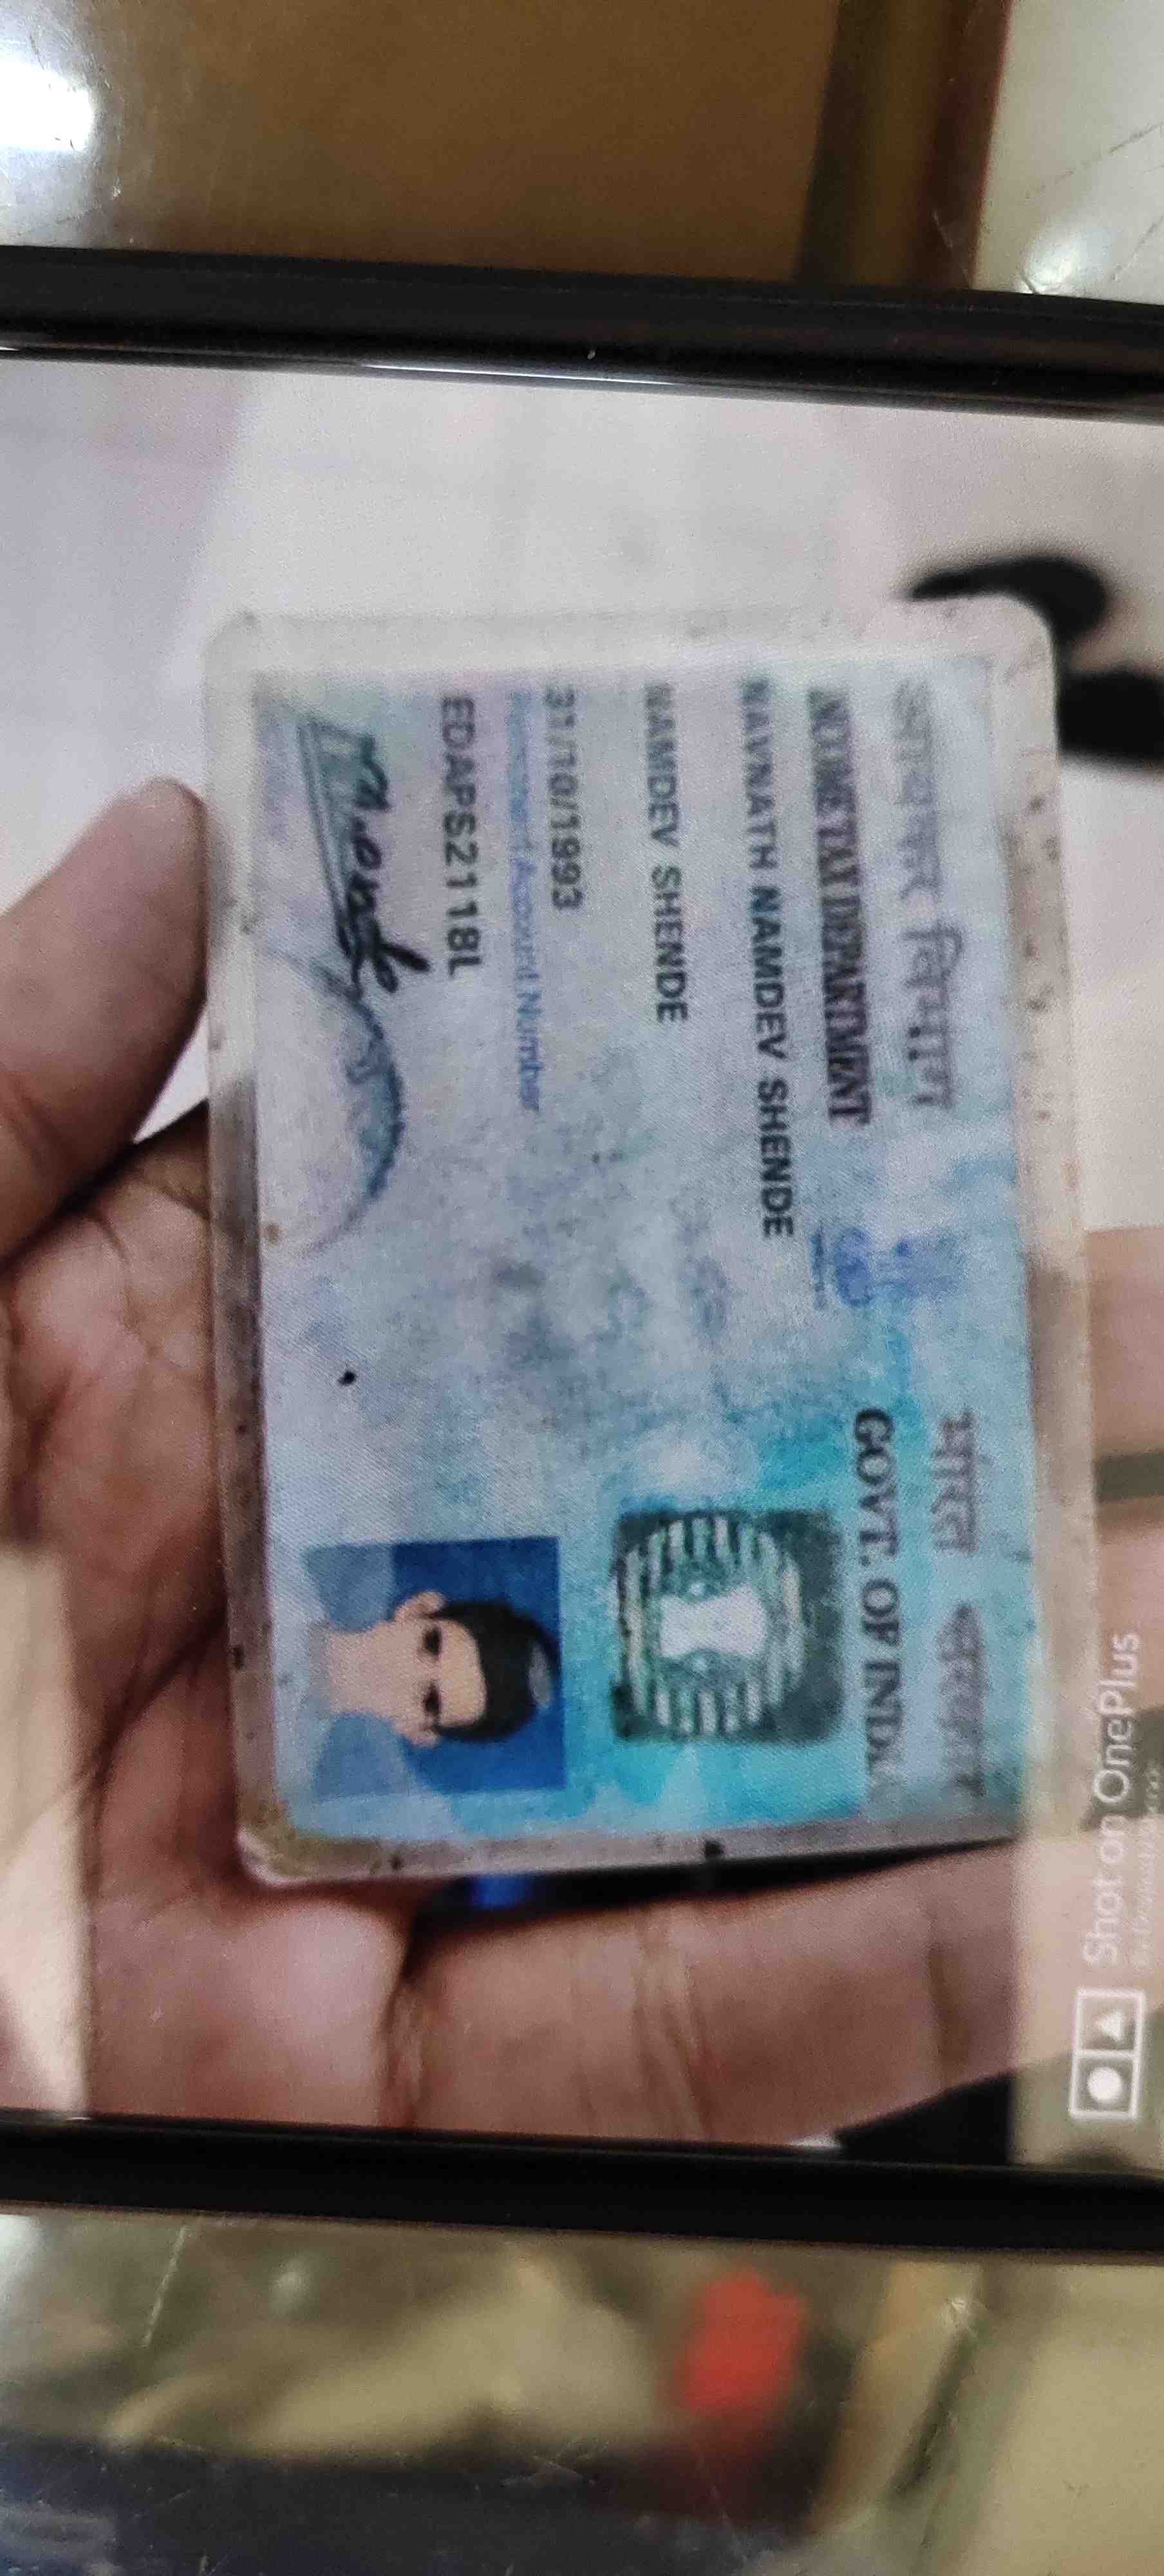 आयकर विभाग
INCOME TAX DEPARTMENT
भारत सरकार
GOVT. OF INDIA
NAVNATH NAMDEV SHENDE
NAMDEV SHENDE
31/10/1993
Permanent Account Number
EDAPS2118L
Shot on OnePlus